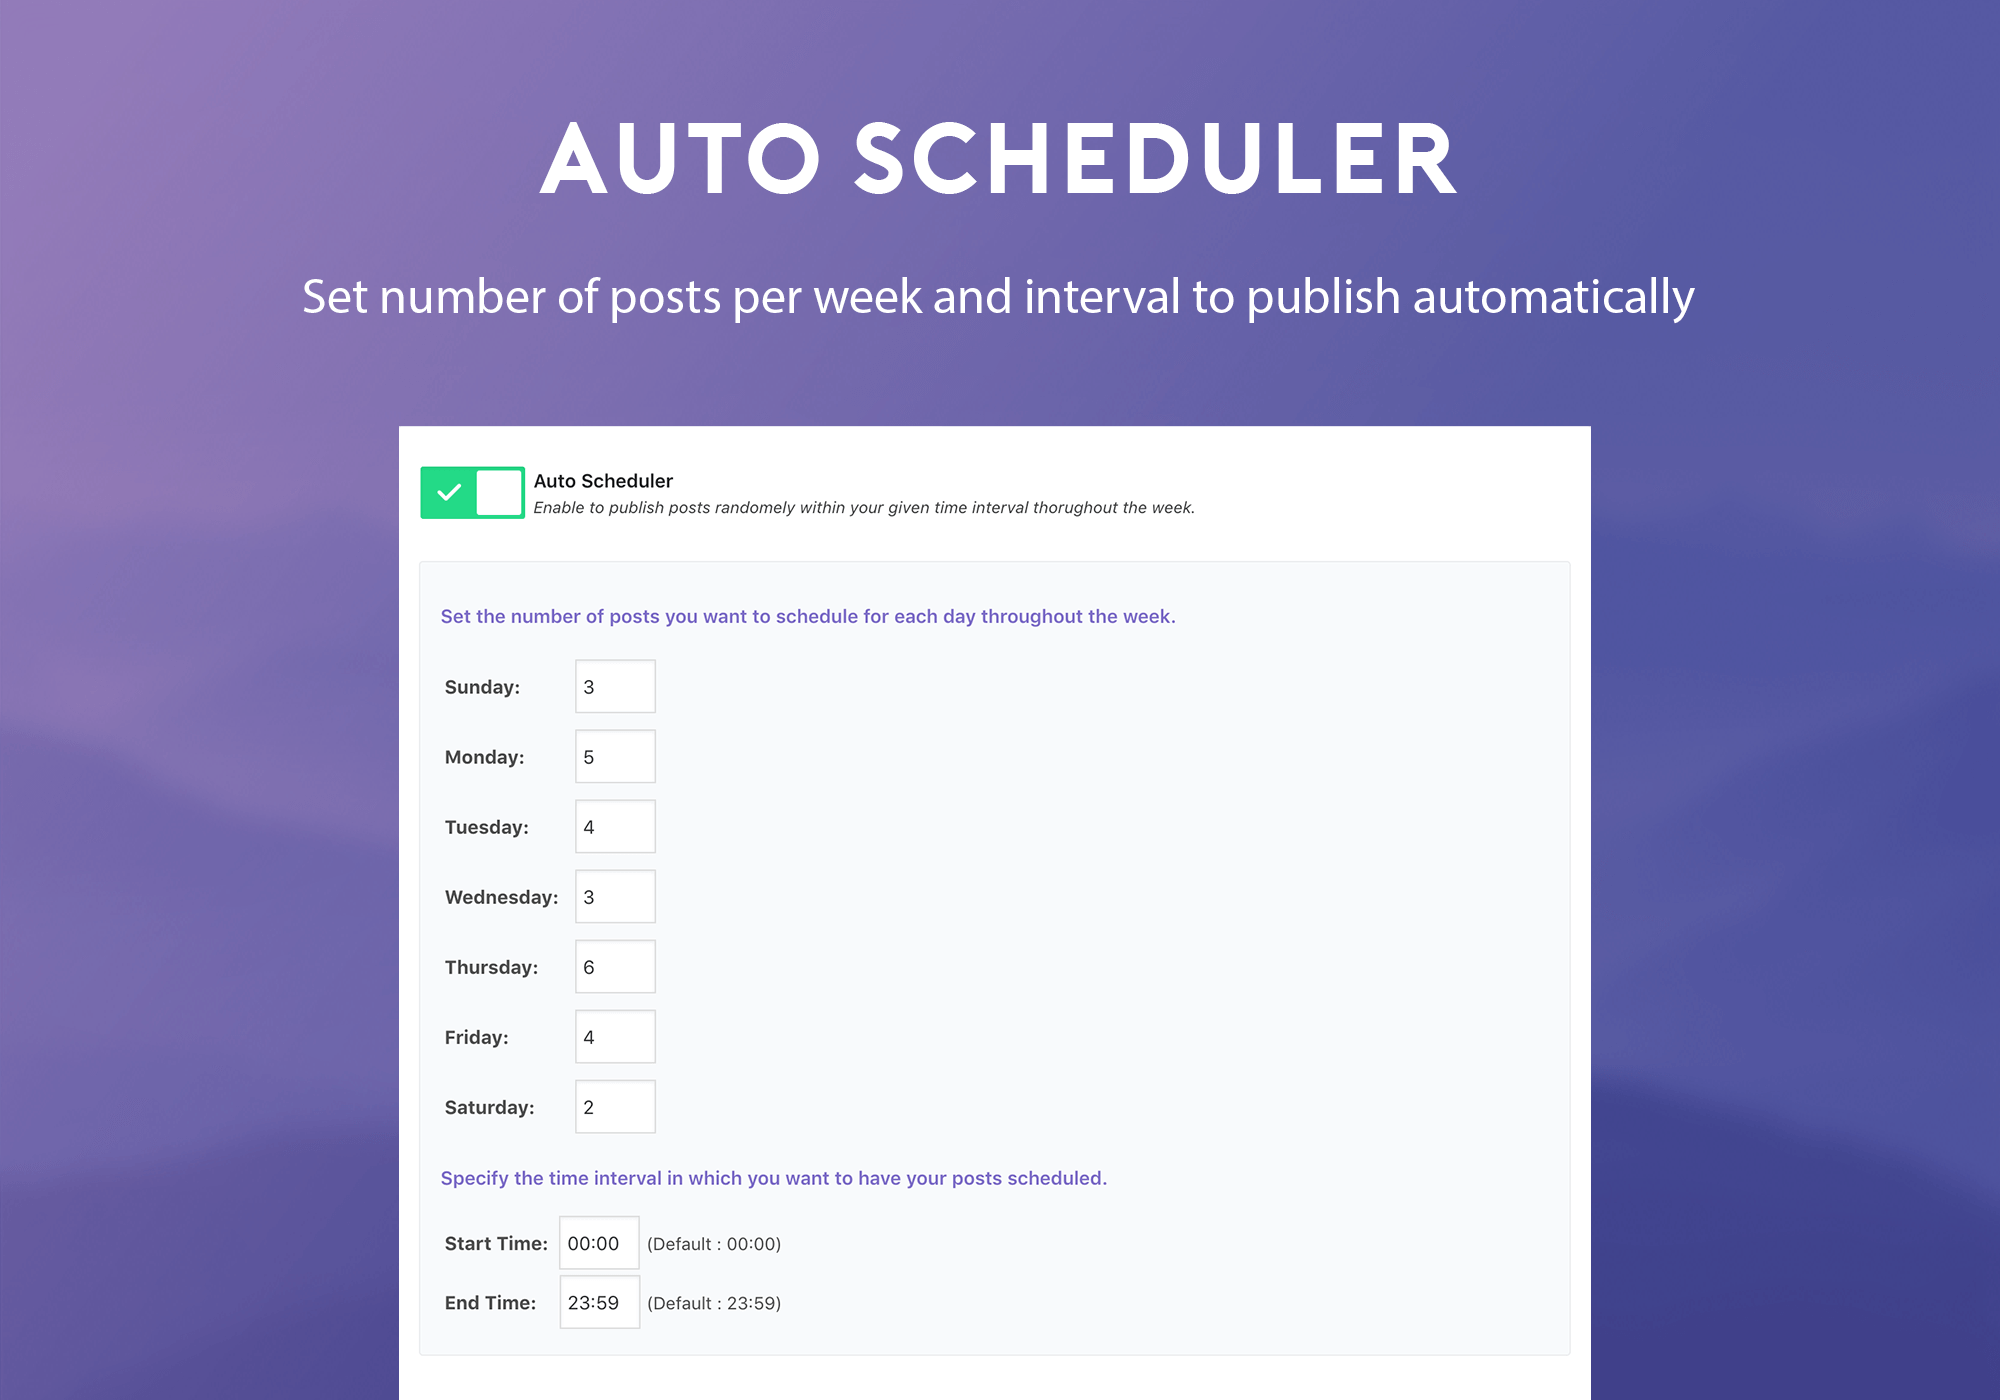 AUTO SCHEDULER
Set number of posts per week and interval to publish automatically
Auto Scheduler
Enable to publish posts randomely within your given time interval thorughout the week.
Set the number of posts you want to schedule for each day throughout the week.
Sunday: 3
Monday: 5
Tuesday: 4
Wednesday: 3
Thursday: 6
Friday: 4
Saturday: 2
Specify the time interval in which you want to have your posts scheduled.
Start Time: 00:00 (Default : 00:00)
End Time: 23:59 (Default : 23:59)